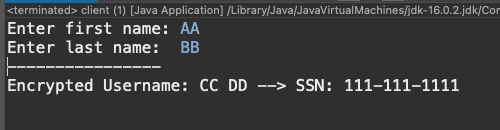 <terminated> client (1) [Java Application] /Library/Java/JavaVirtualMachines/jdk-16.0.2.jdk/Con
Enter first name: AA
Enter last name:  BB
----------------
Encrypted Username: CC DD --> SSN: 111-111-1111